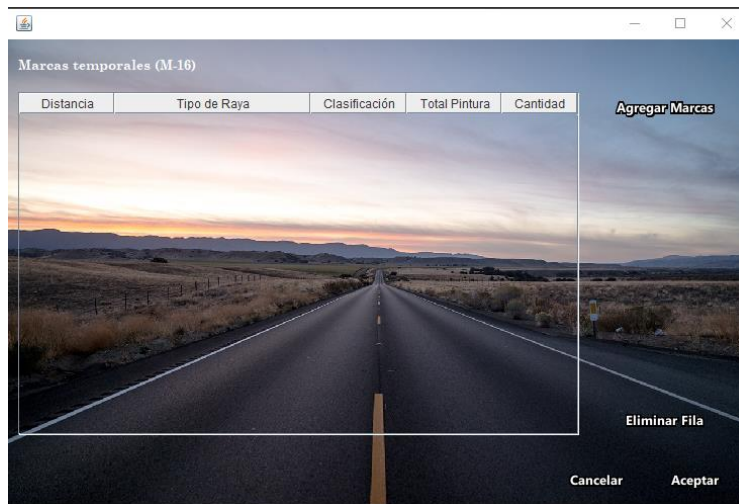 Marcas temporales (M-16)
Distancia Tipo de Raya Clasificación Total Pintura Cantidad
Agregar Marcas
Eliminar Fila
Cancelar Aceptar